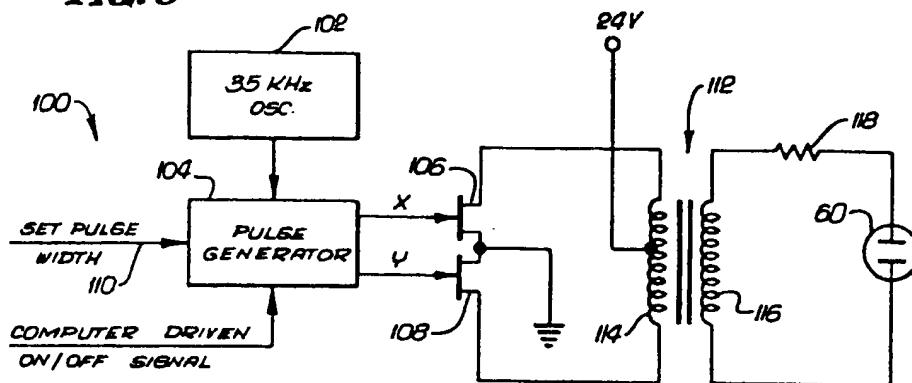 24V
102
112
35 KHz
OSC.
100
118
106
104
X
60
SET PULSE
WIDTH
PULSE
GENERATOR
110
Y
108
114
116
COMPUTER DRIVEN
ON/OFF SIGNAL